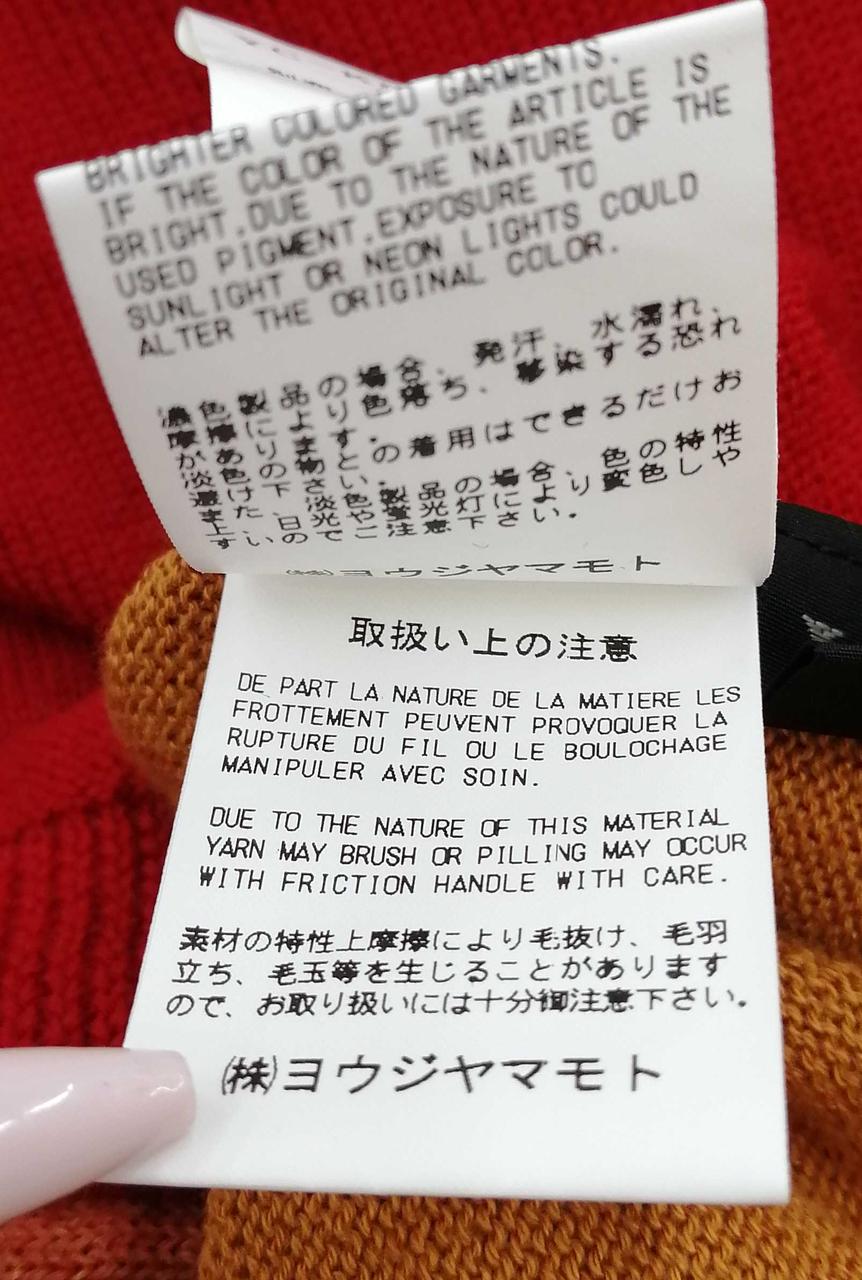 BRIGHTER COLORED GARMENTS.
IF THE COLOR OF THE ARTICLE IS
BRIGHT,DUE TO THE NATURE OF THE
USED PIGMENT,EXPOSURE TO
SUNLIGHT OR NEON LIGHTS COULD
ALTER THE ORIGINAL COLOR.
濃色製品の場合、発汗、水濡れ、
摩擦により色落ち、移染する恐れ
があります。
淡色の物との着用はできるだけお
避け下さい。
また、淡色製品の場合、色の特性
上、日光や蛍光灯により変色しや
すいのでご注意下さい。
(株)ヨウジヤマモト
取扱い上の注意
DE PART LA NATURE DE LA MATIERE LES
FROTTEMENT PEUVENT PROVOQUER LA
RUPTURE DU FIL OU LE BOULOCHAGE
MANIPULER AVEC SOIN.
DUE TO THE NATURE OF THIS MATERIAL
YARN MAY BRUSH OR PILLING MAY OCCUR
WITH FRICTION HANDLE WITH CARE.
素材の特性上摩擦により毛抜け、毛羽
立ち、毛玉等を生じることがあります
ので、お取り扱いには十分御注意下さい。
(株)ヨウジヤマモト